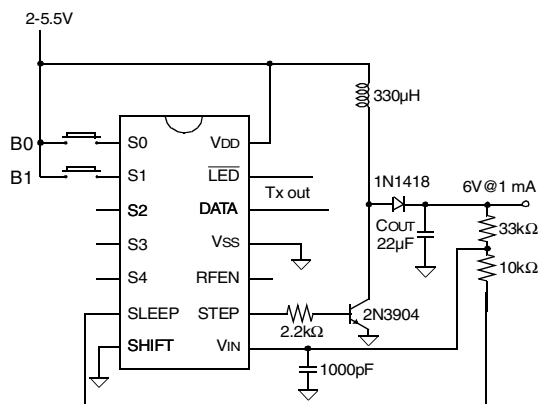 2-5.5V
330µH
B0
S0
VDD
B1
S1
LED
1N1418
6V@1 mA
Tx out
S2
DATA
COUT
22µF
33kΩ
S3
VSS
10kΩ
S4
RFEN
SLEEP
STEP
2N3904
2.2kΩ
SHIFT
VIN
1000pF